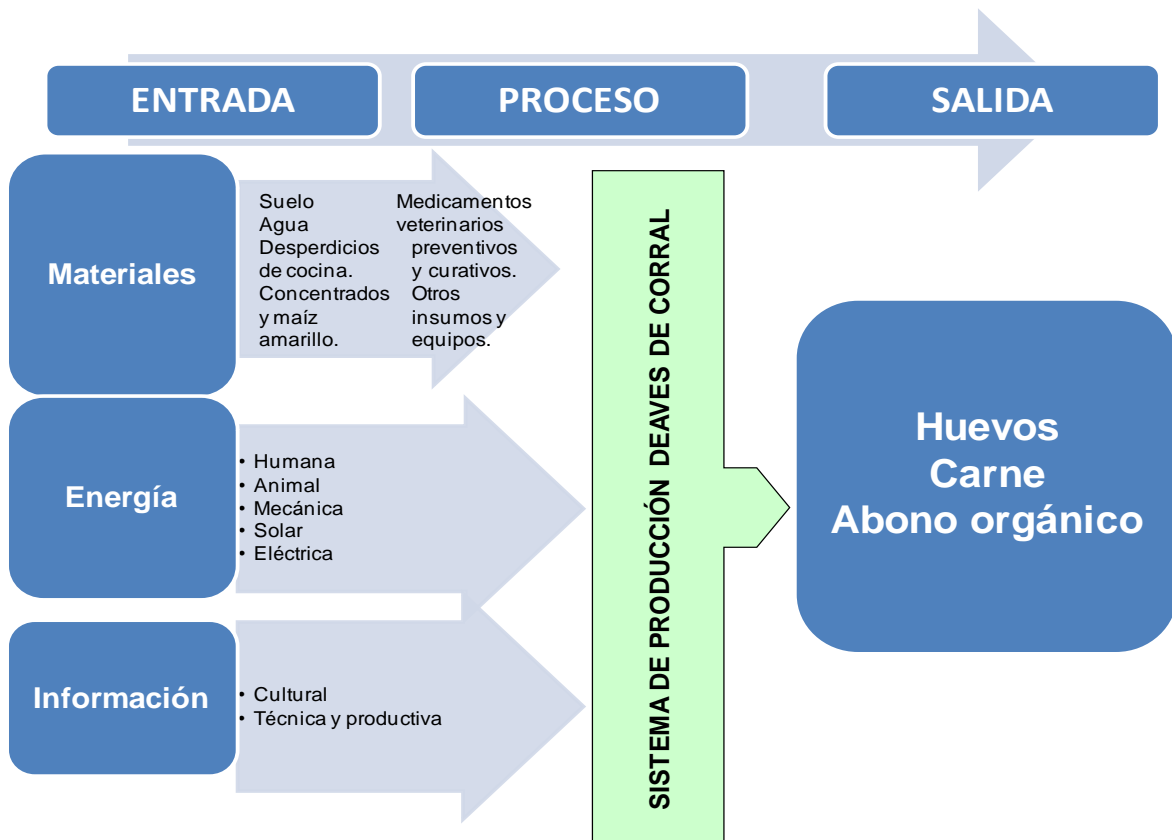 ENTRADA
PROCESO
SALIDA
Materiales
Suelo
Agua
Desperdicios
de cocina.
Concentrados
y maíz
amarillo.
Medicamentos
veterinarios
preventivos
y curativos.
Otros
insumos y
equipos.
Energía
• Humana
• Animal
• Mecánica
• Solar
• Eléctrica
Información
• Cultural
• Técnica y productiva
SISTEMA DE PRODUCCIÓN DEAVES DE CORRAL
Huevos
Carne
Abono orgánico